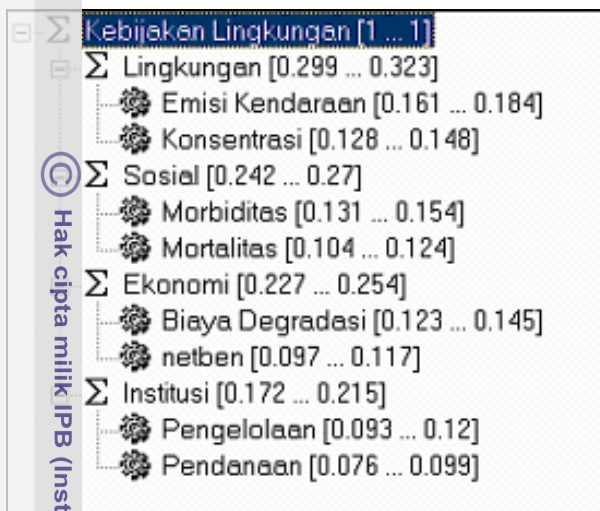 Kebijakan Lingkungan [1 ... 1]
Lingkungan [0.299 ... 0.323]
Emisi Kendaraan [0.161 ... 0.184]
Konsentrasi [0.128 ... 0.148]
Sosial [0.242 ... 0.27]
Morbiditas [0.131 ... 0.154]
Mortalitas [0.104 ... 0.124]
Ekonomi [0.227 ... 0.254]
Biaya Degradasi [0.123 ... 0.145]
netben [0.097 ... 0.117]
Institusi [0.172 ... 0.215]
Pengelolaan [0.093 ... 0.12]
Pendanaan [0.076 ... 0.099]
© Hak cipta milik IPB (Inst